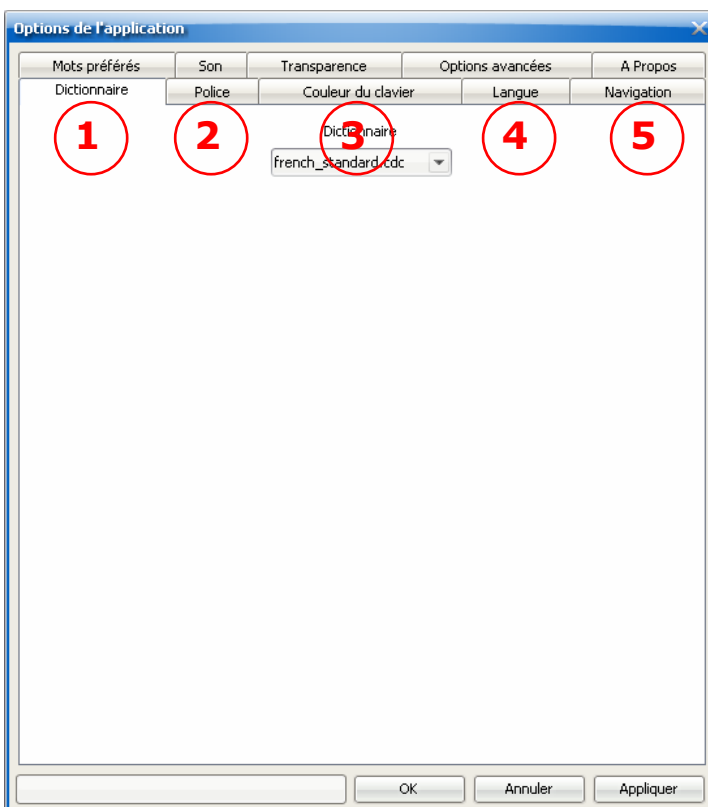 Options de l'application
Mots préférés Son Transparence Options avancées A Propos
Dictionnaire Police Couleur du clavier Langue Navigation
1 2 3 4 5
Dictionnaire
french_standard.cdc
OK Annuler Appliquer